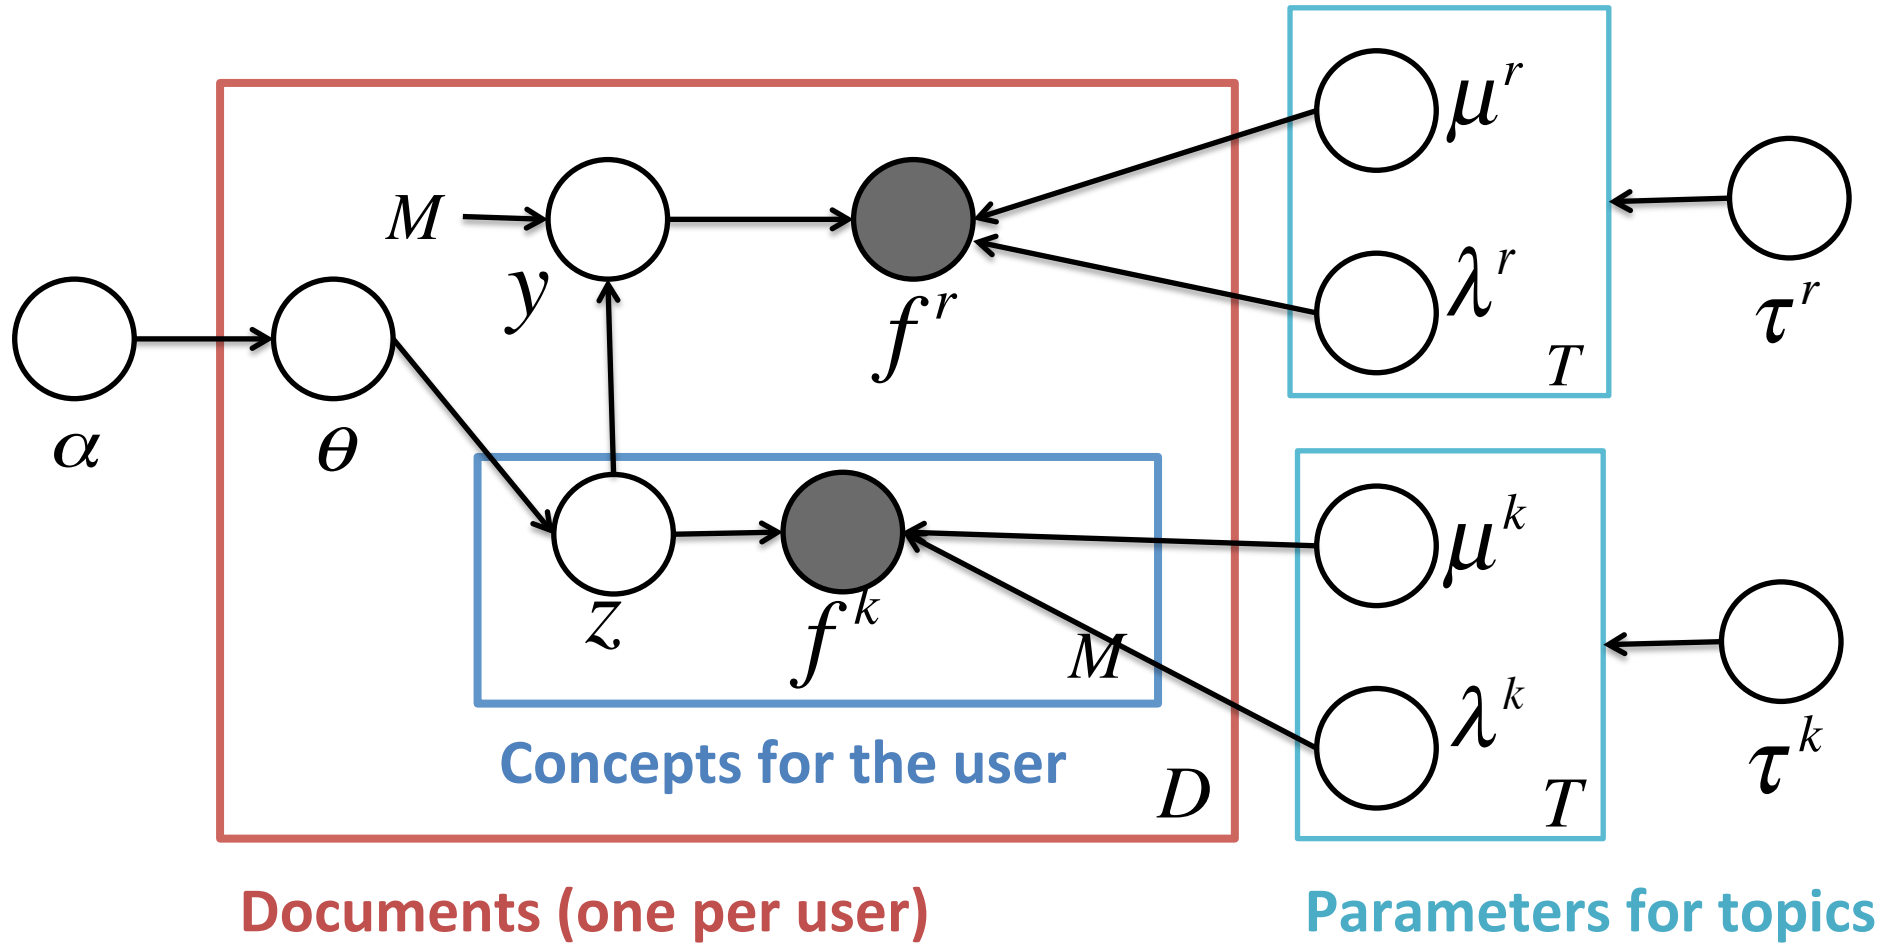 μ^r
M
y
f^r
λ^r
τ^r
T
α
θ
μ^k
z
f^k
M
λ^k
τ^k
Concepts for the user
D
T
Documents (one per user)
Parameters for topics